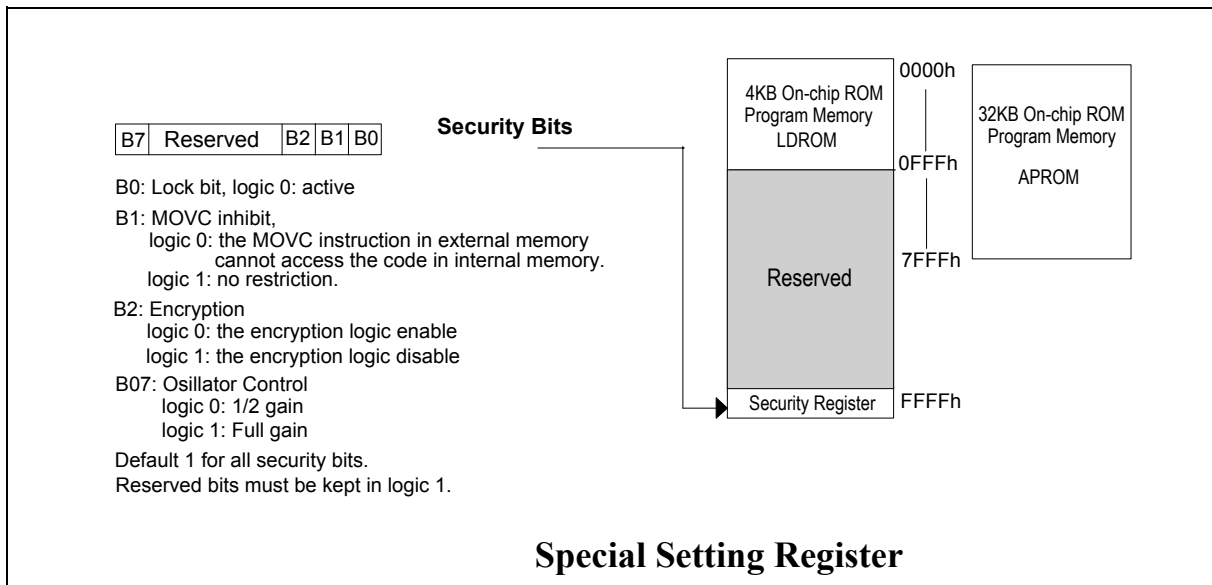 B7 Reserved B2 B1 B0
Security Bits
B0: Lock bit, logic 0: active
B1: MOVC inhibit,
logic 0: the MOVC instruction in external memory
cannot access the code in internal memory.
logic 1: no restriction.
B2: Encryption
logic 0: the encryption logic enable
logic 1: the encryption logic disable
B07: Osillator Control
logic 0: 1/2 gain
logic 1: Full gain
Default 1 for all security bits.
Reserved bits must be kept in logic 1.
4KB On-chip ROM
Program Memory
LDROM
Reserved
Security Register
0000h
0FFFh
7FFFh
FFFFh
32KB On-chip ROM
Program Memory
APROM
Special Setting Register